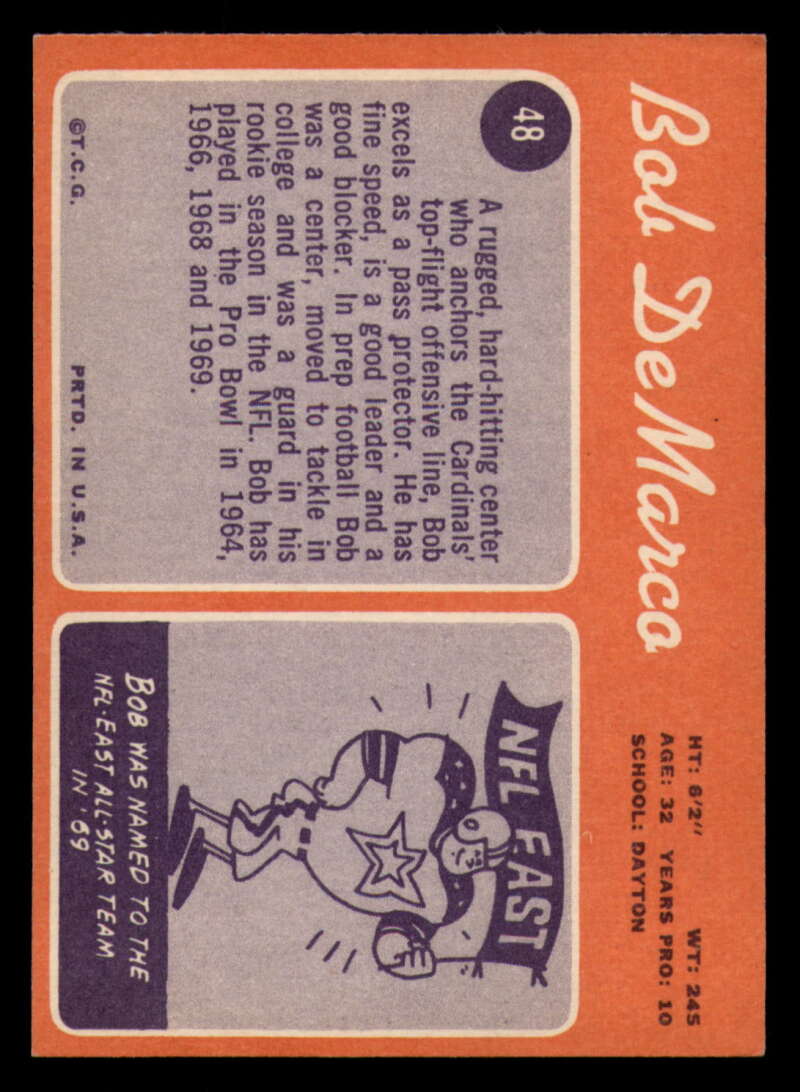 Bob DeMarco
HT: 6'2" WT: 245
AGE: 32 YEARS PRO: 10
SCHOOL: DAYTON
48
A rugged, hard-hitting center
who anchors the Cardinals'
top-flight offensive line, Bob
excels as a pass protector. He has
fine speed, is a good leader and a
good blocker. In prep football Bob
was a center, moved to tackle in
college and was a guard in his
rookie season in the NFL. Bob has
played in the Pro Bowl in 1964,
1966, 1968 and 1969.
©T.C.G. PRTD. IN U.S.A.
NFL EAST
BOB WAS NAMED TO THE
NFL-EAST ALL-STAR TEAM
IN '69